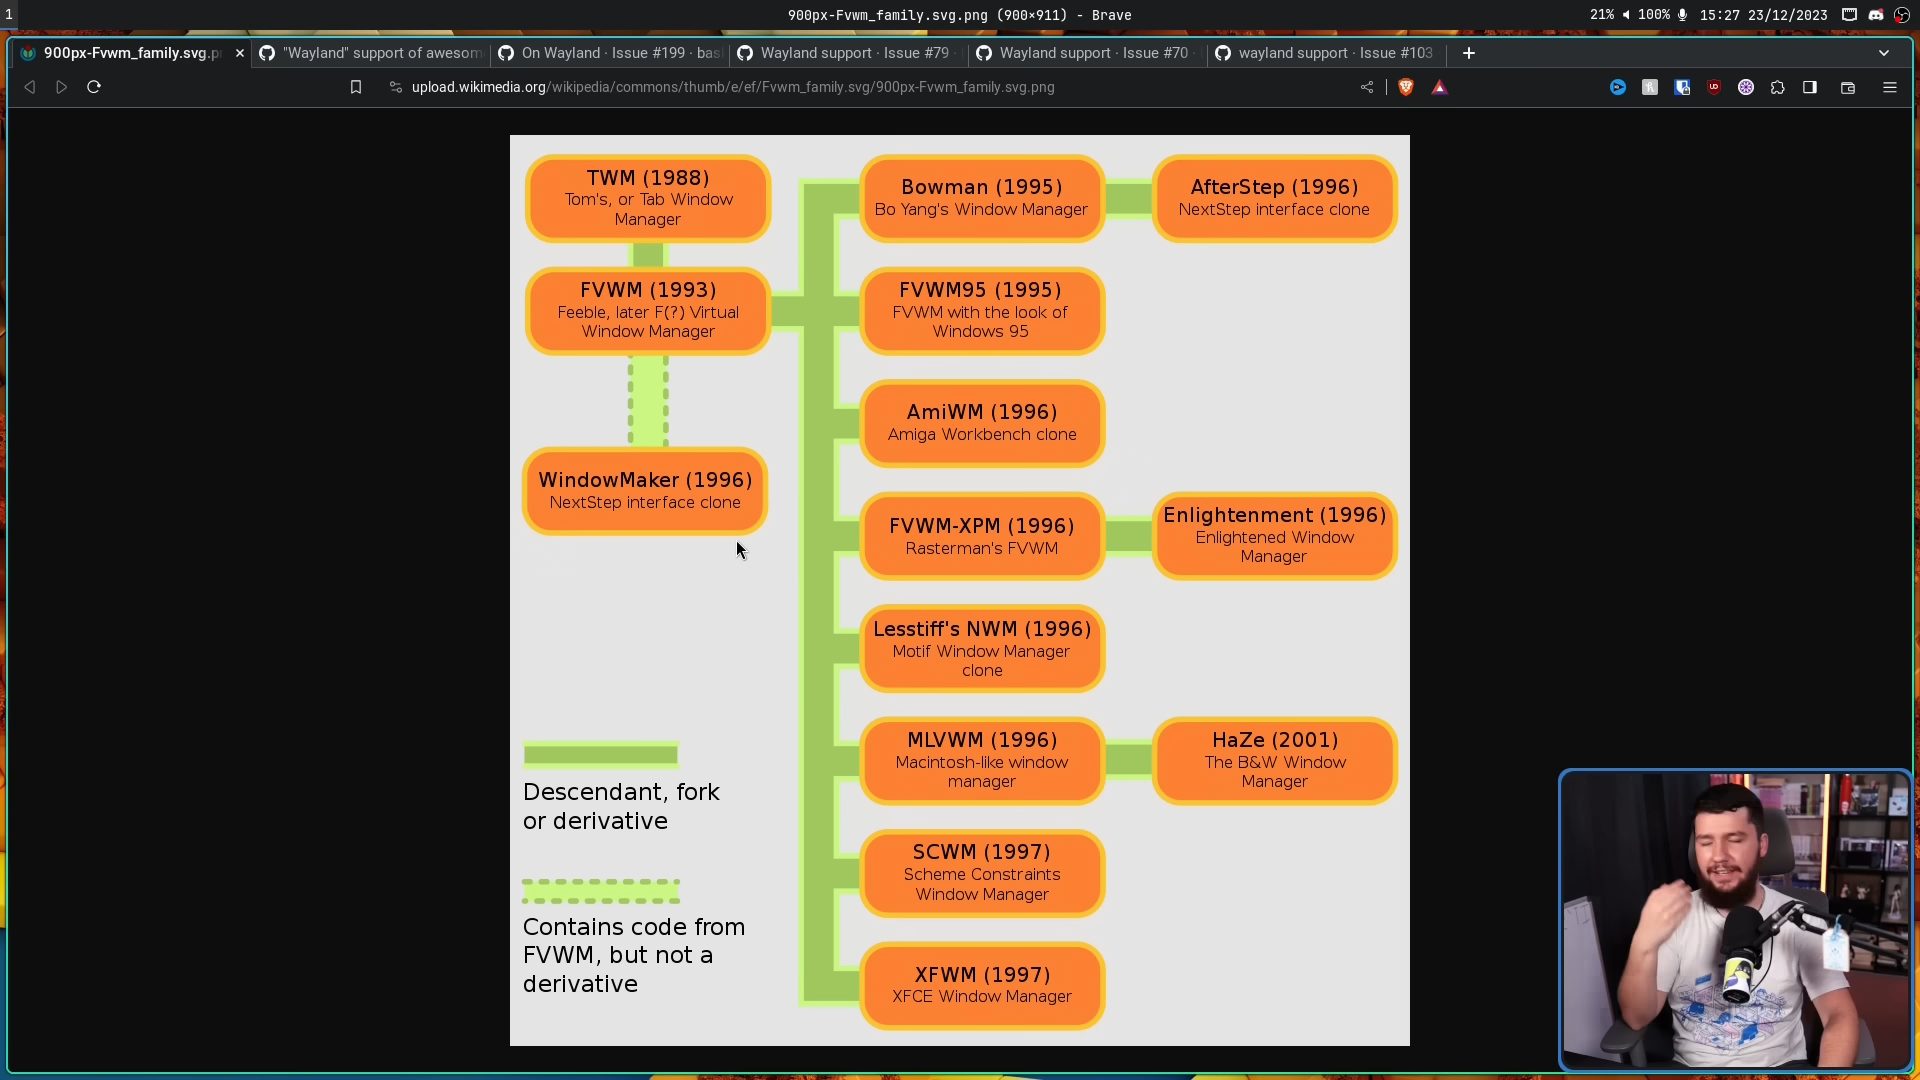 1
900px-Fvwm_family.svg.png (900×911) - Brave
21% 100% 15:27 23/12/2023
900px-Fvwm_family.svg.p
"Wayland" support of awesom
On Wayland · Issue #199 · bas
Wayland support · Issue #79 ·
Wayland support · Issue #70 ·
wayland support · Issue #103
upload.wikimedia.org/wikipedia/commons/thumb/e/ef/Fvwm_family.svg/900px-Fvwm_family.svg.png
TWM (1988)
Tom's, or Tab Window
Manager
Bowman (1995)
Bo Yang's Window Manager
AfterStep (1996)
NextStep interface clone
FVWM (1993)
Feeble, later F(?) Virtual
Window Manager
FVWM95 (1995)
FVWM with the look of
Windows 95
AmiWM (1996)
Amiga Workbench clone
WindowMaker (1996)
NextStep interface clone
FVWM-XPM (1996)
Rasterman's FVWM
Enlightenment (1996)
Enlightened Window
Manager
Lesstiff's NWM (1996)
Motif Window Manager
clone
MLVWM (1996)
Macintosh-like window
manager
HaZe (2001)
The B&W Window
Manager
SCWM (1997)
Scheme Constraints
Window Manager
XFWM (1997)
XFCE Window Manager
Descendant, fork
or derivative
Contains code from
FVWM, but not a
derivative